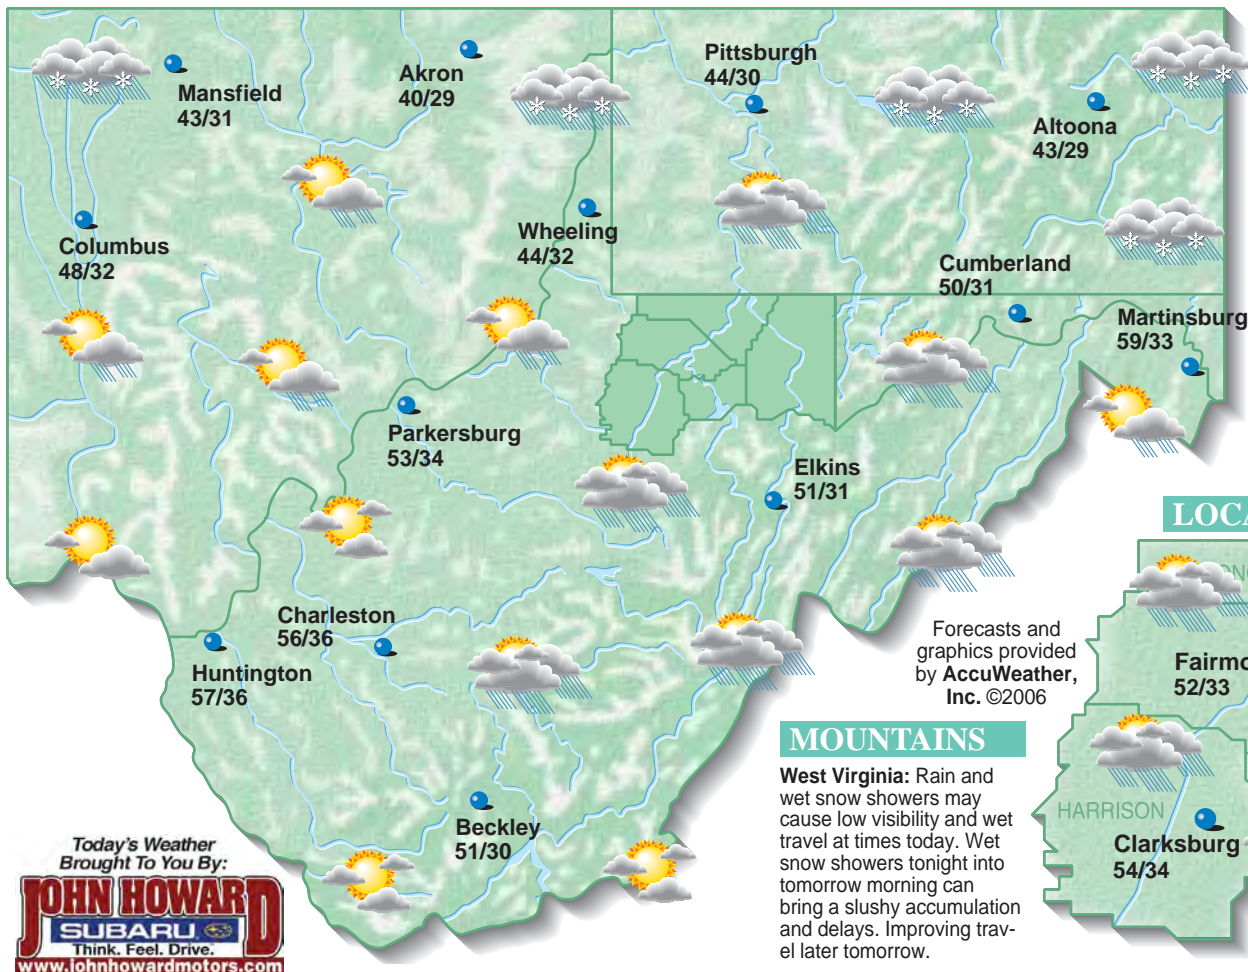 Mansfield
43/31
Akron
40/29
Pittsburgh
44/30
Altoona
43/29
Columbus
48/32
Wheeling
44/32
Cumberland
50/31
Martinsburg
59/33
Parkersburg
53/34
Elkins
51/31
Charleston
56/36
Huntington
57/36
Beckley
51/30
Forecasts and
graphics provided
by AccuWeather,
Inc. ©2006
MOUNTAINS
West Virginia: Rain and
wet snow showers may
cause low visibility and wet
travel at times today. Wet
snow showers tonight into
tomorrow morning can
bring a slushy accumulation
and delays. Improving trav-
el later tomorrow.
LOCA
Fairmo
52/33
HARRISON
Clarksburg
54/34
Today's Weather
Brought To You By:
JOHN HOWARD
SUBARU
Think. Feel. Drive.
www.johnhowardmotors.com